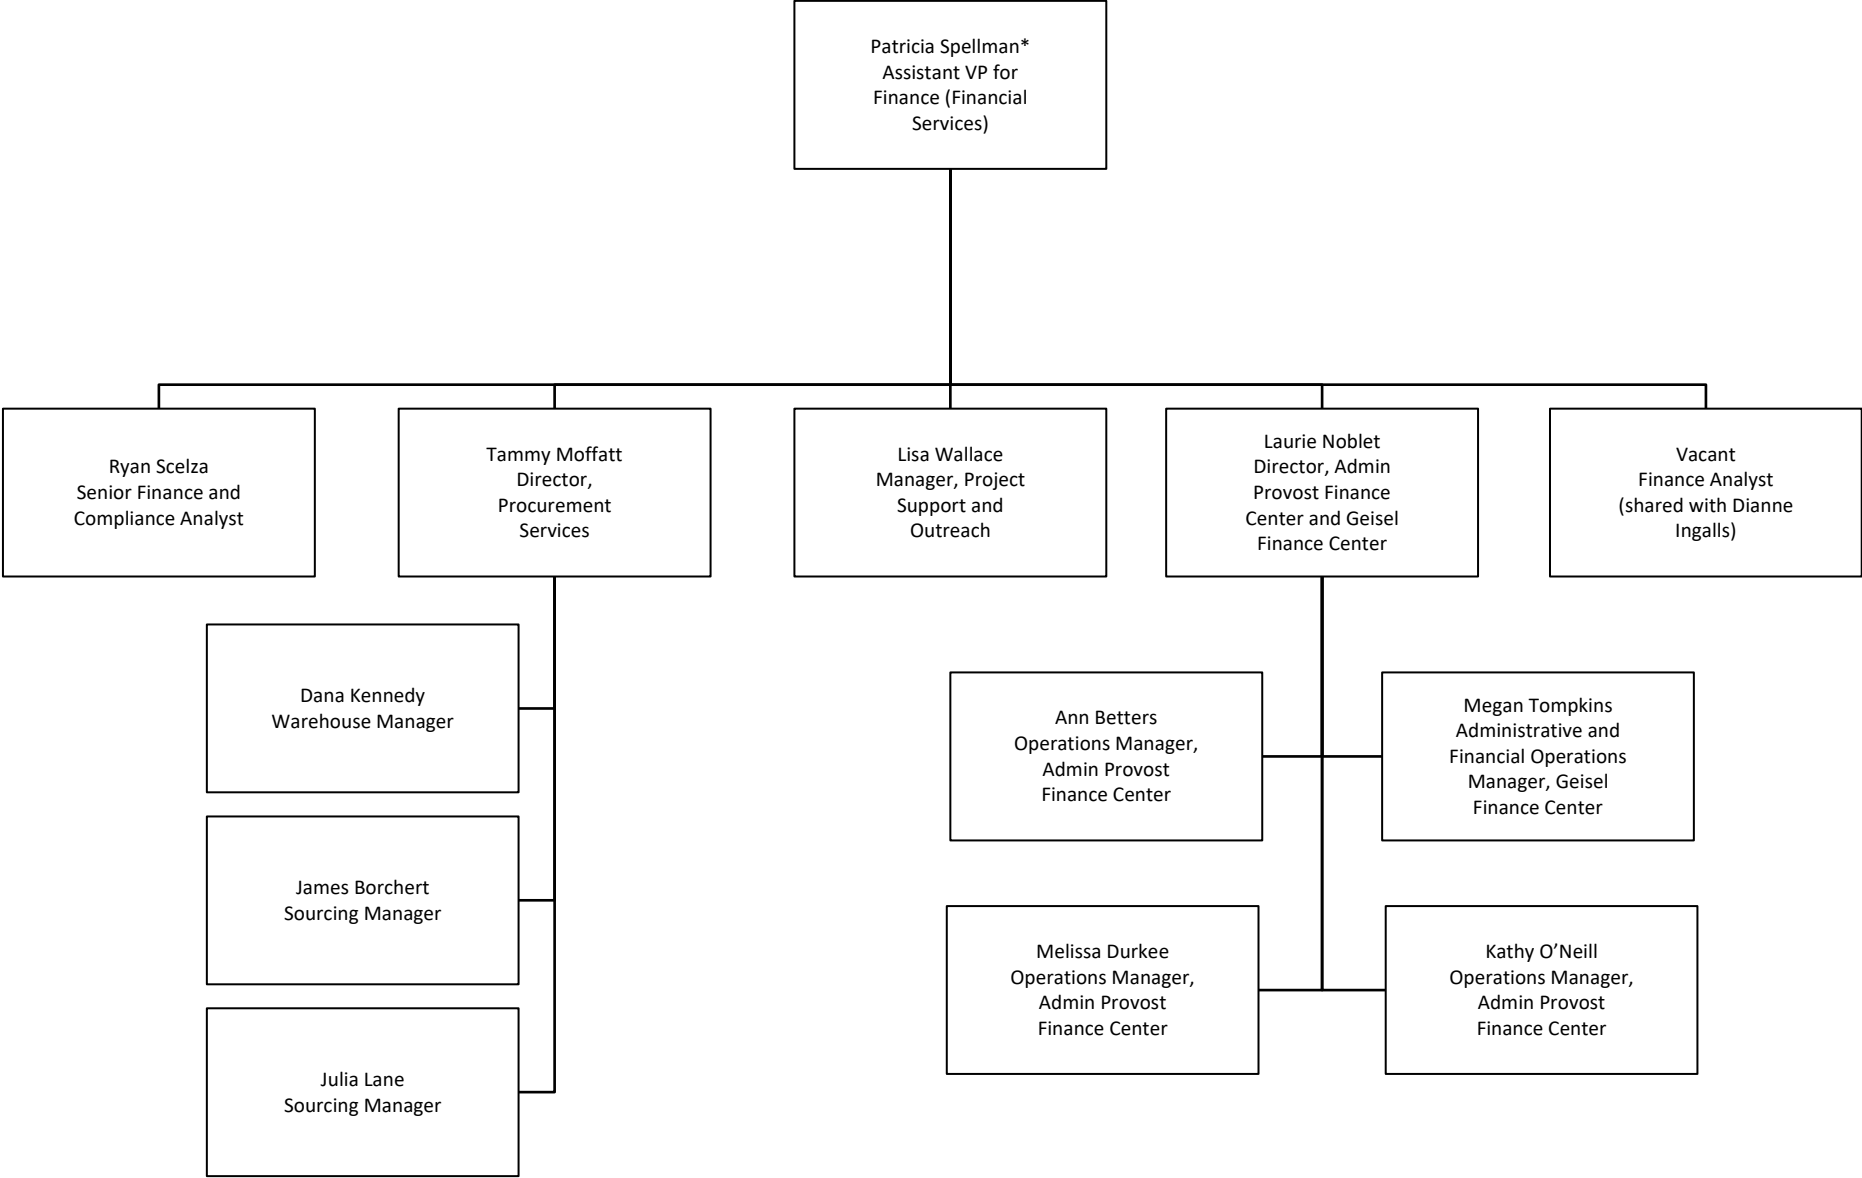 Patricia Spellman*
Assistant VP for
Finance (Financial
Services)
Ryan Scelza
Senior Finance and
Compliance Analyst
Tammy Moffatt
Director,
Procurement
Services
Lisa Wallace
Manager, Project
Support and
Outreach
Laurie Noblet
Director, Admin
Provost Finance
Center and Geisel
Finance Center
Vacant
Finance Analyst
(shared with Dianne
Ingalls)
Dana Kennedy
Warehouse Manager
James Borchert
Sourcing Manager
Julia Lane
Sourcing Manager
Ann Betters
Operations Manager,
Admin Provost
Finance Center
Megan Tompkins
Administrative and
Financial Operations
Manager, Geisel
Finance Center
Melissa Durkee
Operations Manager,
Admin Provost
Finance Center
Kathy O’Neill
Operations Manager,
Admin Provost
Finance Center